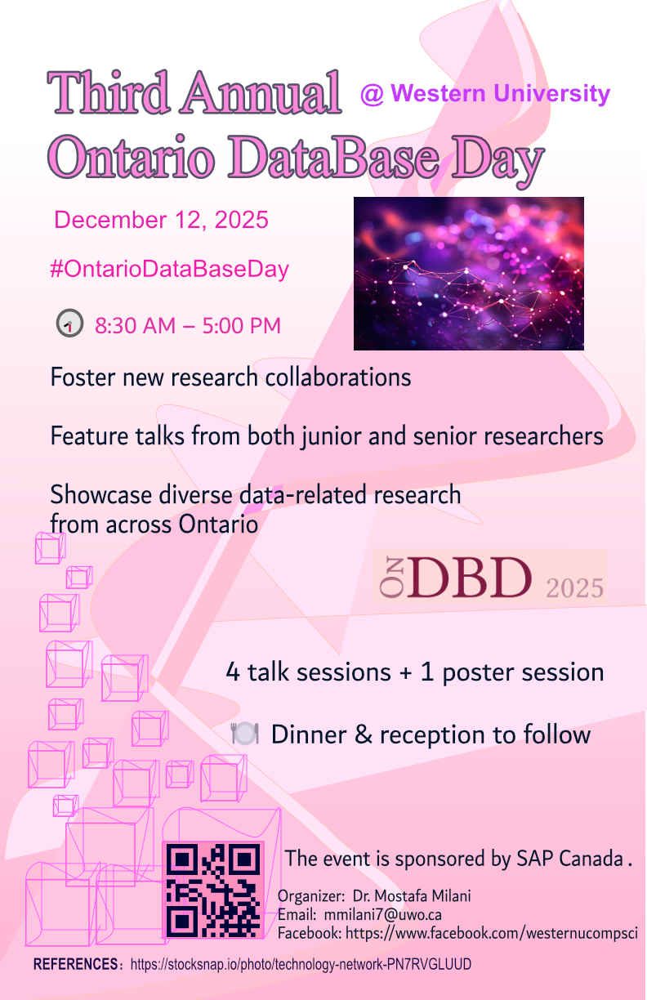 Third Annual
@ Western University
Ontario DataBase Day
December 12, 2025
#OntarioDataBaseDay
8:30 AM – 5:00 PM
Foster new research collaborations
Feature talks from both junior and senior researchers
Showcase diverse data-related research
from across Ontario
ON DBD 2025
4 talk sessions + 1 poster session
Dinner & reception to follow
The event is sponsored by SAP Canada .
Organizer: Dr. Mostafa Milani
Email: mmilani7@uwo.ca
Facebook: https://www.facebook.com/westernucompsci
REFERENCES: https://stocksnap.io/photo/technology-network-PN7RVGLUUD